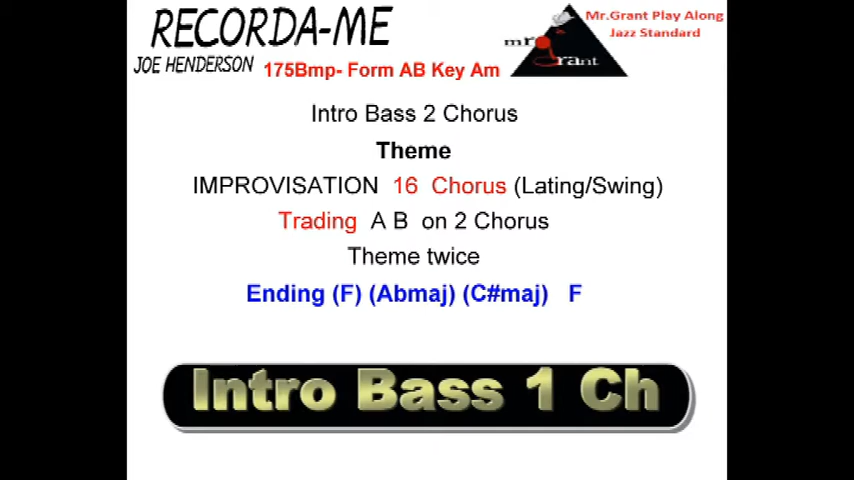 RECORDA-ME
JOE HENDERSON
175Bmp- Form AB Key Am
Mr.Grant Play Along
Jazz Standard
mr grant
Intro Bass 2 Chorus
Theme
IMPROVISATION 16 Chorus (Lating/Swing)
Trading A B on 2 Chorus
Theme twice
Ending (F) (Abmaj) (C#maj) F
Intro Bass 1 Ch